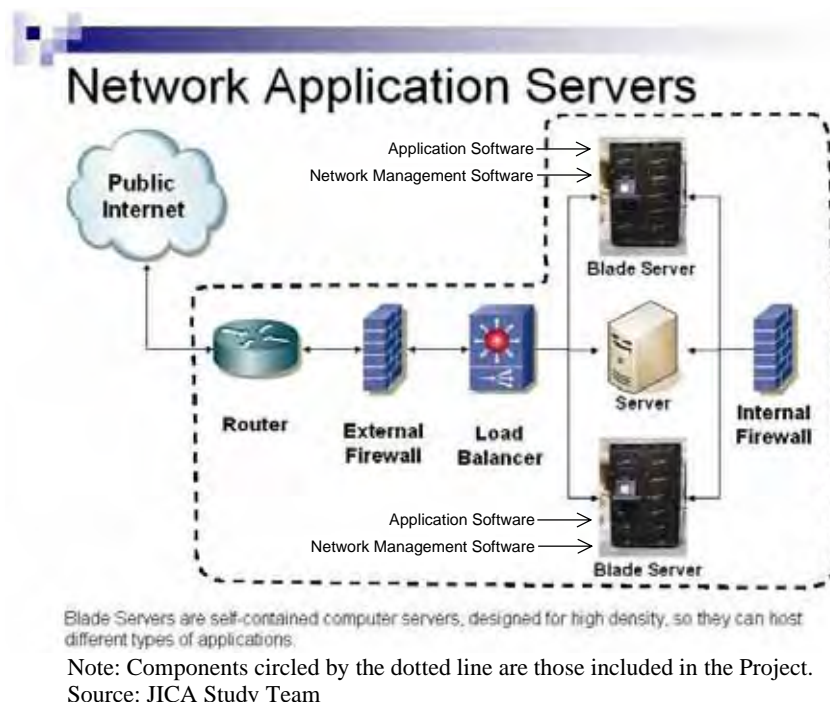 Network Application Servers
Public
Internet
Application Software
Network Management Software
Blade Server
Router
External
Firewall
Load
Balancer
Server
Internal
Firewall
Application Software
Network Management Software
Blade Server
Blade Servers are self-contained computer servers, designed for high density, so they can host
different types of applications.
Note: Components circled by the dotted line are those included in the Project.
Source: JICA Study Team